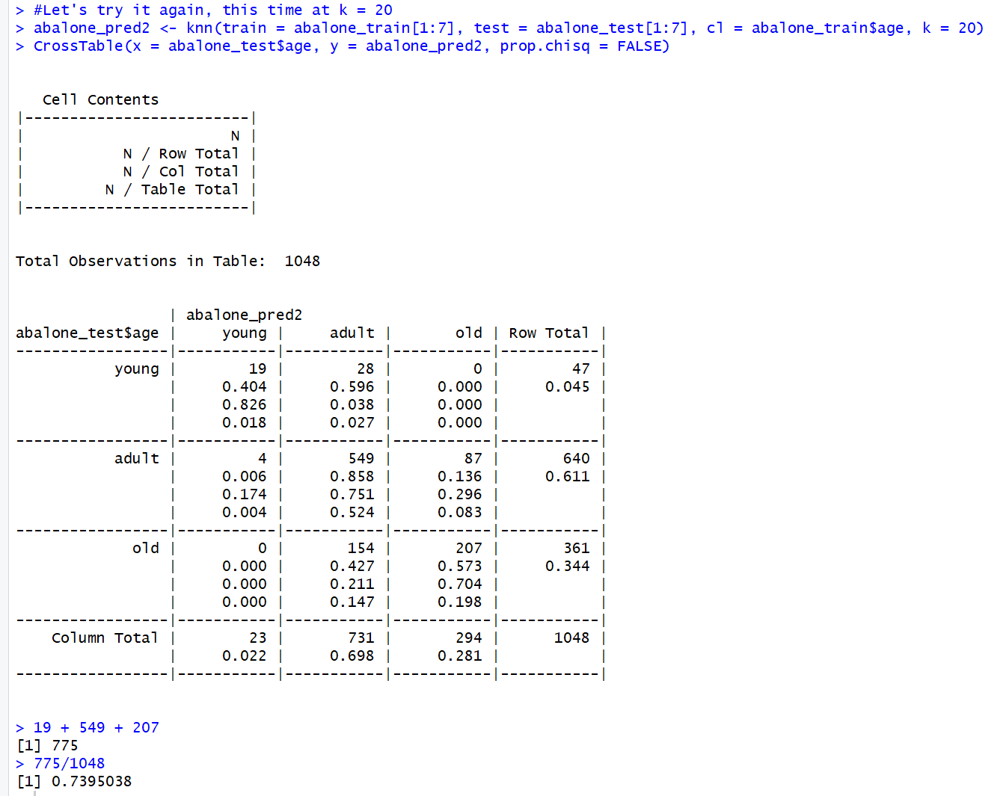 > #Let's try it again, this time at k = 20
> abalone_pred2 <- knn(train = abalone_train[1:7], test = abalone_test[1:7], cl = abalone_train$age, k = 20)
> CrossTable(x = abalone_test$age, y = abalone_pred2, prop.chisq = FALSE)
   Cell Contents
|-------------------------|
|                       N |
|           N / Row Total |
|           N / Col Total |
|         N / Table Total |
|-------------------------|
Total Observations in Table:  1048
                 | abalone_pred2
abalone_test$age |     young |     adult |       old | Row Total |
-----------------|-----------|-----------|-----------|-----------|
           young |        19 |        28 |         0 |        47 |
                 |     0.404 |     0.596 |     0.000 |     0.045 |
                 |     0.826 |     0.038 |     0.000 |           |
                 |     0.018 |     0.027 |     0.000 |           |
-----------------|-----------|-----------|-----------|-----------|
           adult |         4 |       549 |        87 |       640 |
                 |     0.006 |     0.858 |     0.136 |     0.611 |
                 |     0.174 |     0.751 |     0.296 |           |
                 |     0.004 |     0.524 |     0.083 |           |
-----------------|-----------|-----------|-----------|-----------|
             old |         0 |       154 |       207 |       361 |
                 |     0.000 |     0.427 |     0.573 |     0.344 |
                 |     0.000 |     0.211 |     0.704 |           |
                 |     0.000 |     0.147 |     0.198 |           |
-----------------|-----------|-----------|-----------|-----------|
    Column Total |        23 |       731 |       294 |      1048 |
                 |     0.022 |     0.698 |     0.281 |           |
-----------------|-----------|-----------|-----------|-----------|
> 19 + 549 + 207
[1] 775
> 775/1048
[1] 0.7395038